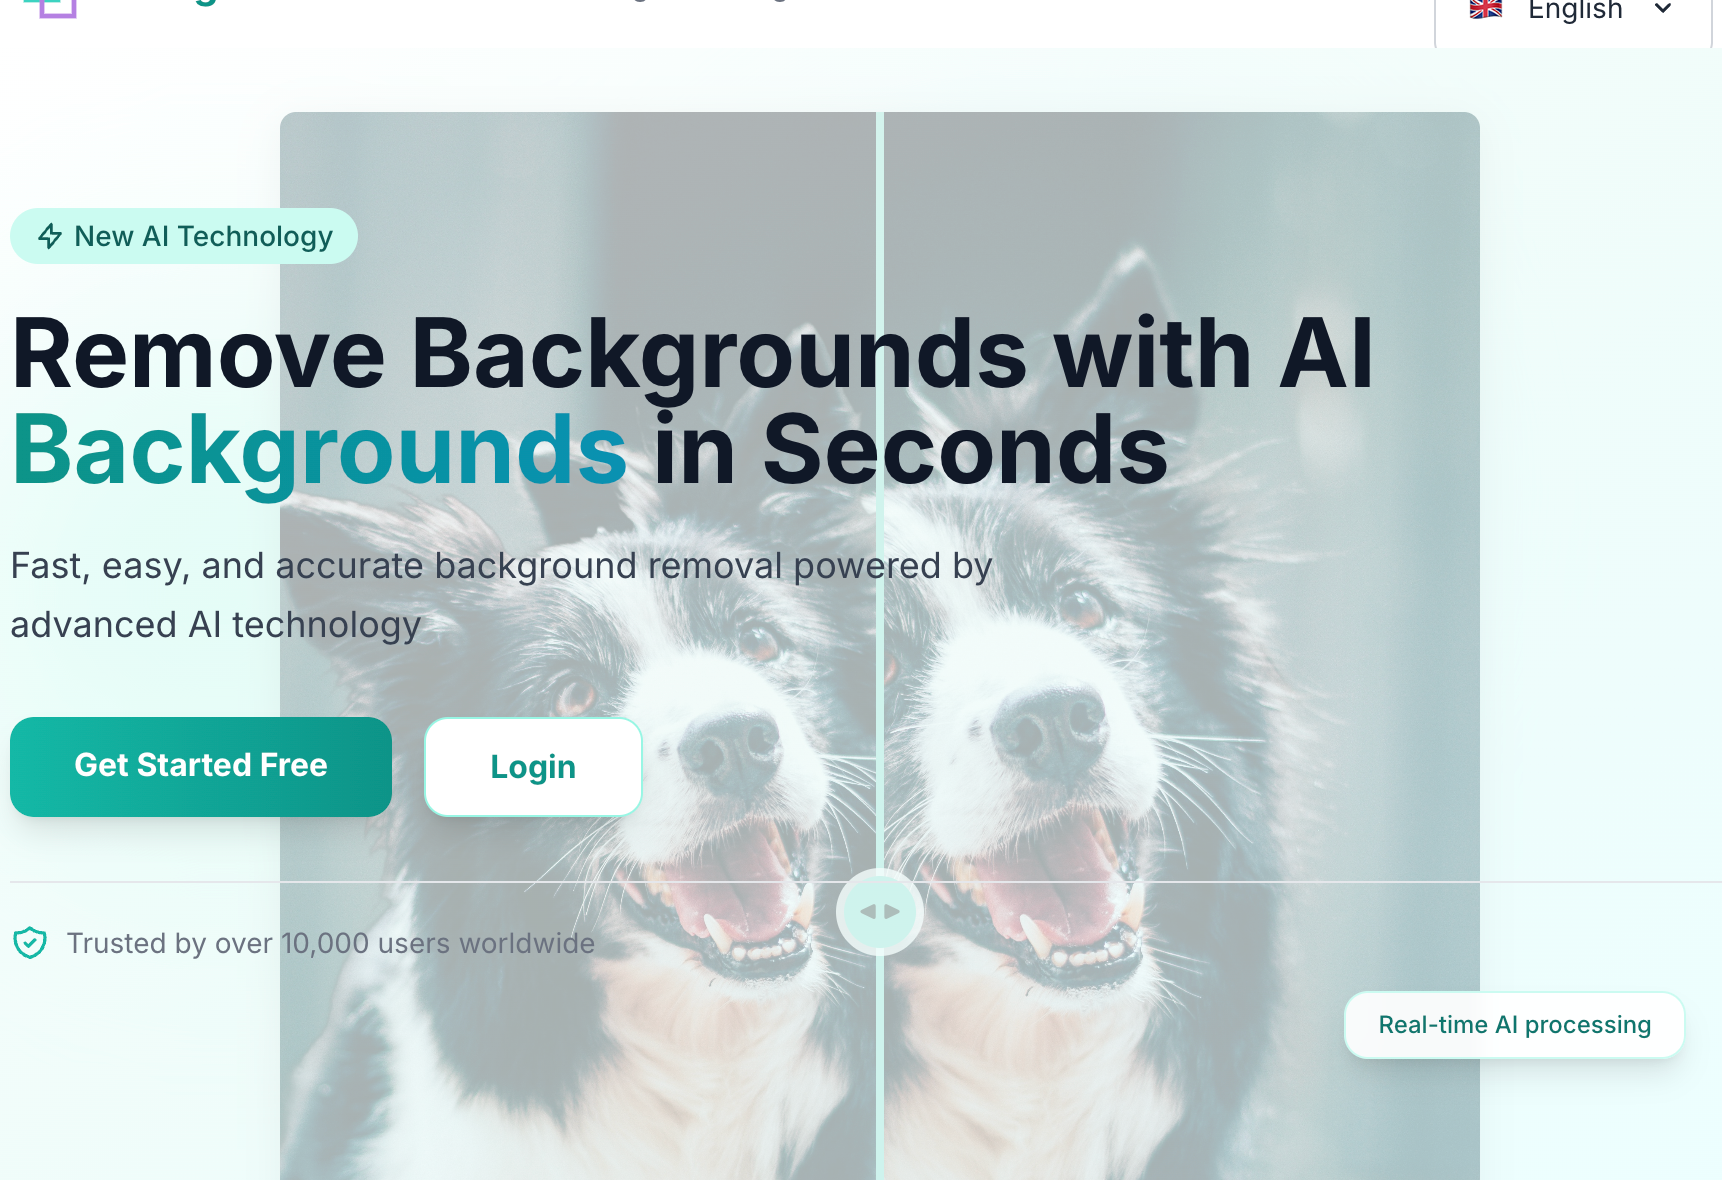 English
New AI Technology
Remove Backgrounds with AI
Backgrounds in Seconds
Fast, easy, and accurate background removal powered by
advanced AI technology
Get Started Free
Login
Trusted by over 10,000 users worldwide
Real-time AI processing